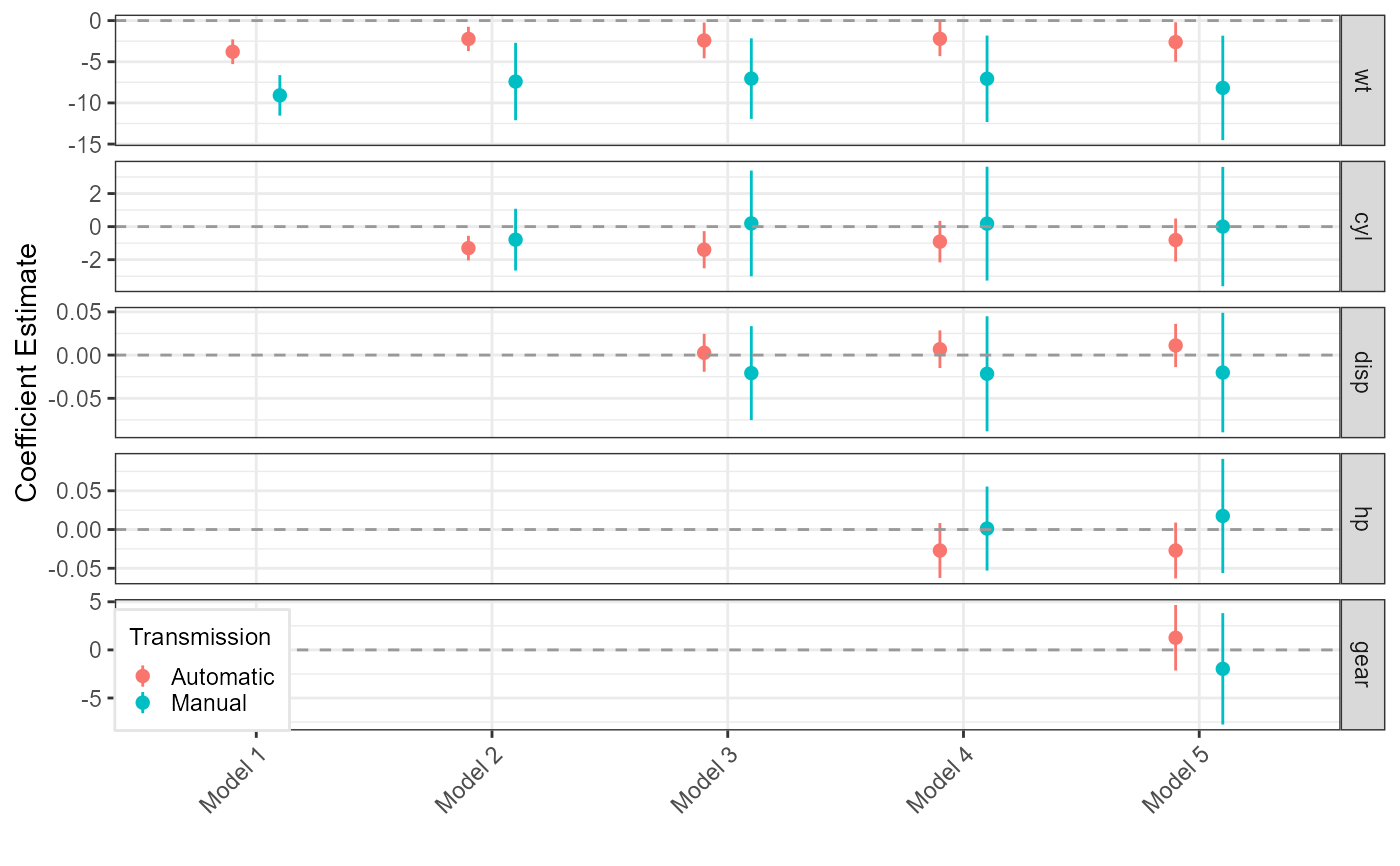 Coefficient Estimate
0
-5
-10
-15
wt
2
0
-2
cyl
0.05
0.00
-0.05
disp
0.05
0.00
-0.05
hp
5
0
-5
gear
Transmission
Automatic
Manual
Model 1
Model 2
Model 3
Model 4
Model 5